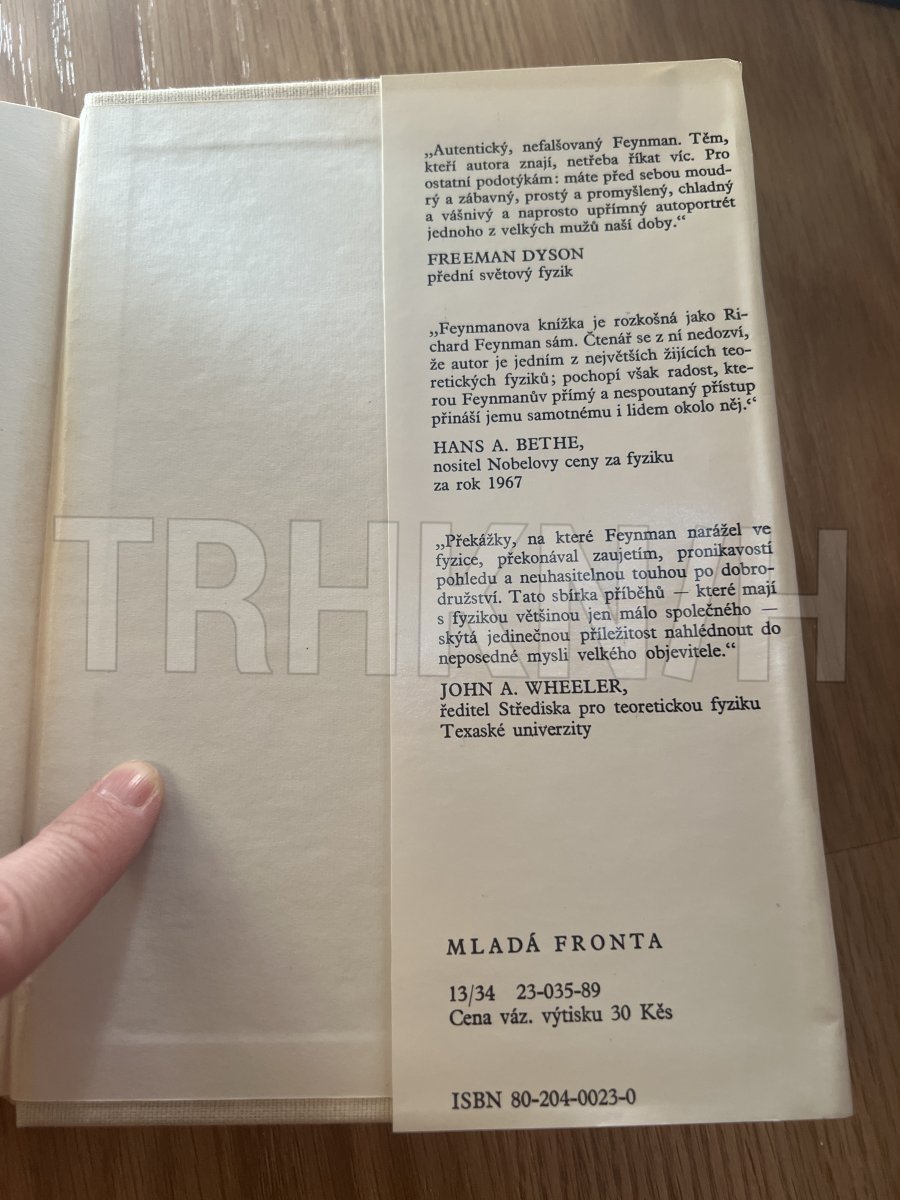 „Autentický, nefalšovaný Feynman. Těm,
kteří autora znají, netřeba říkat víc. Pro
ostatní podotýkám: máte před sebou moud-
rý a zábavný, prostý a promyšlený, chladný
a vášnivý a naprosto upřímný autoportrét
jednoho z velkých mužů naší doby.“
FREEMAN DYSON
přední světový fyzik
„Feynmanova knížka je rozkošná jako Ri-
chard Feynman sám. Čtenář se z ní nedozví,
že autor je jedním z největších žijících teo-
retických fyziků; pochopí však radost, kte-
rou Feynmanův přímý a nespoutaný přístup
přináší jemu samotnému i lidem okolo něj.“
HANS A. BETHE,
nositel Nobelovy ceny za fyziku
za rok 1967
„Překážky, na které Feynman narážel ve
fyzice, překonával zaujetím, pronikavostí
pohledu a neuhasitelnou touhou po dobro-
družství. Tato sbírka příběhů — které mají
s fyzikou většinou jen málo společného —
skýtá jedinečnou příležitost nahlédnout do
neposedné mysli velkého objevitele.“
JOHN A. WHEELER,
ředitel Střediska pro teoretickou fyziku
Texaské univerzity
TRHKNIH
MLADÁ FRONTA
13/34 23-035-89
Cena váz. výtisku 30 Kčs
ISBN 80-204-0023-0